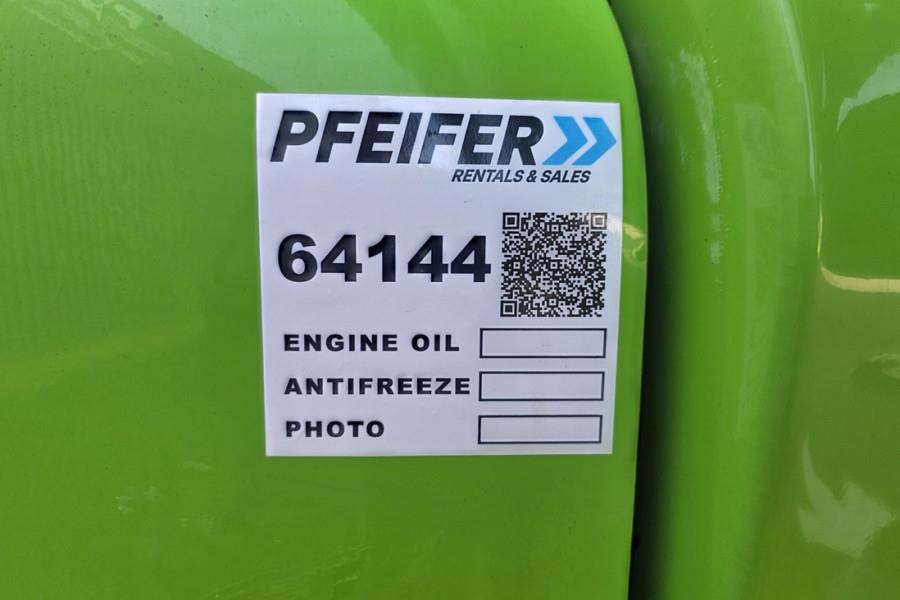 PFEIFER
RENTALS & SALES
64144
ENGINE OIL
ANTIFREEZE
PHOTO